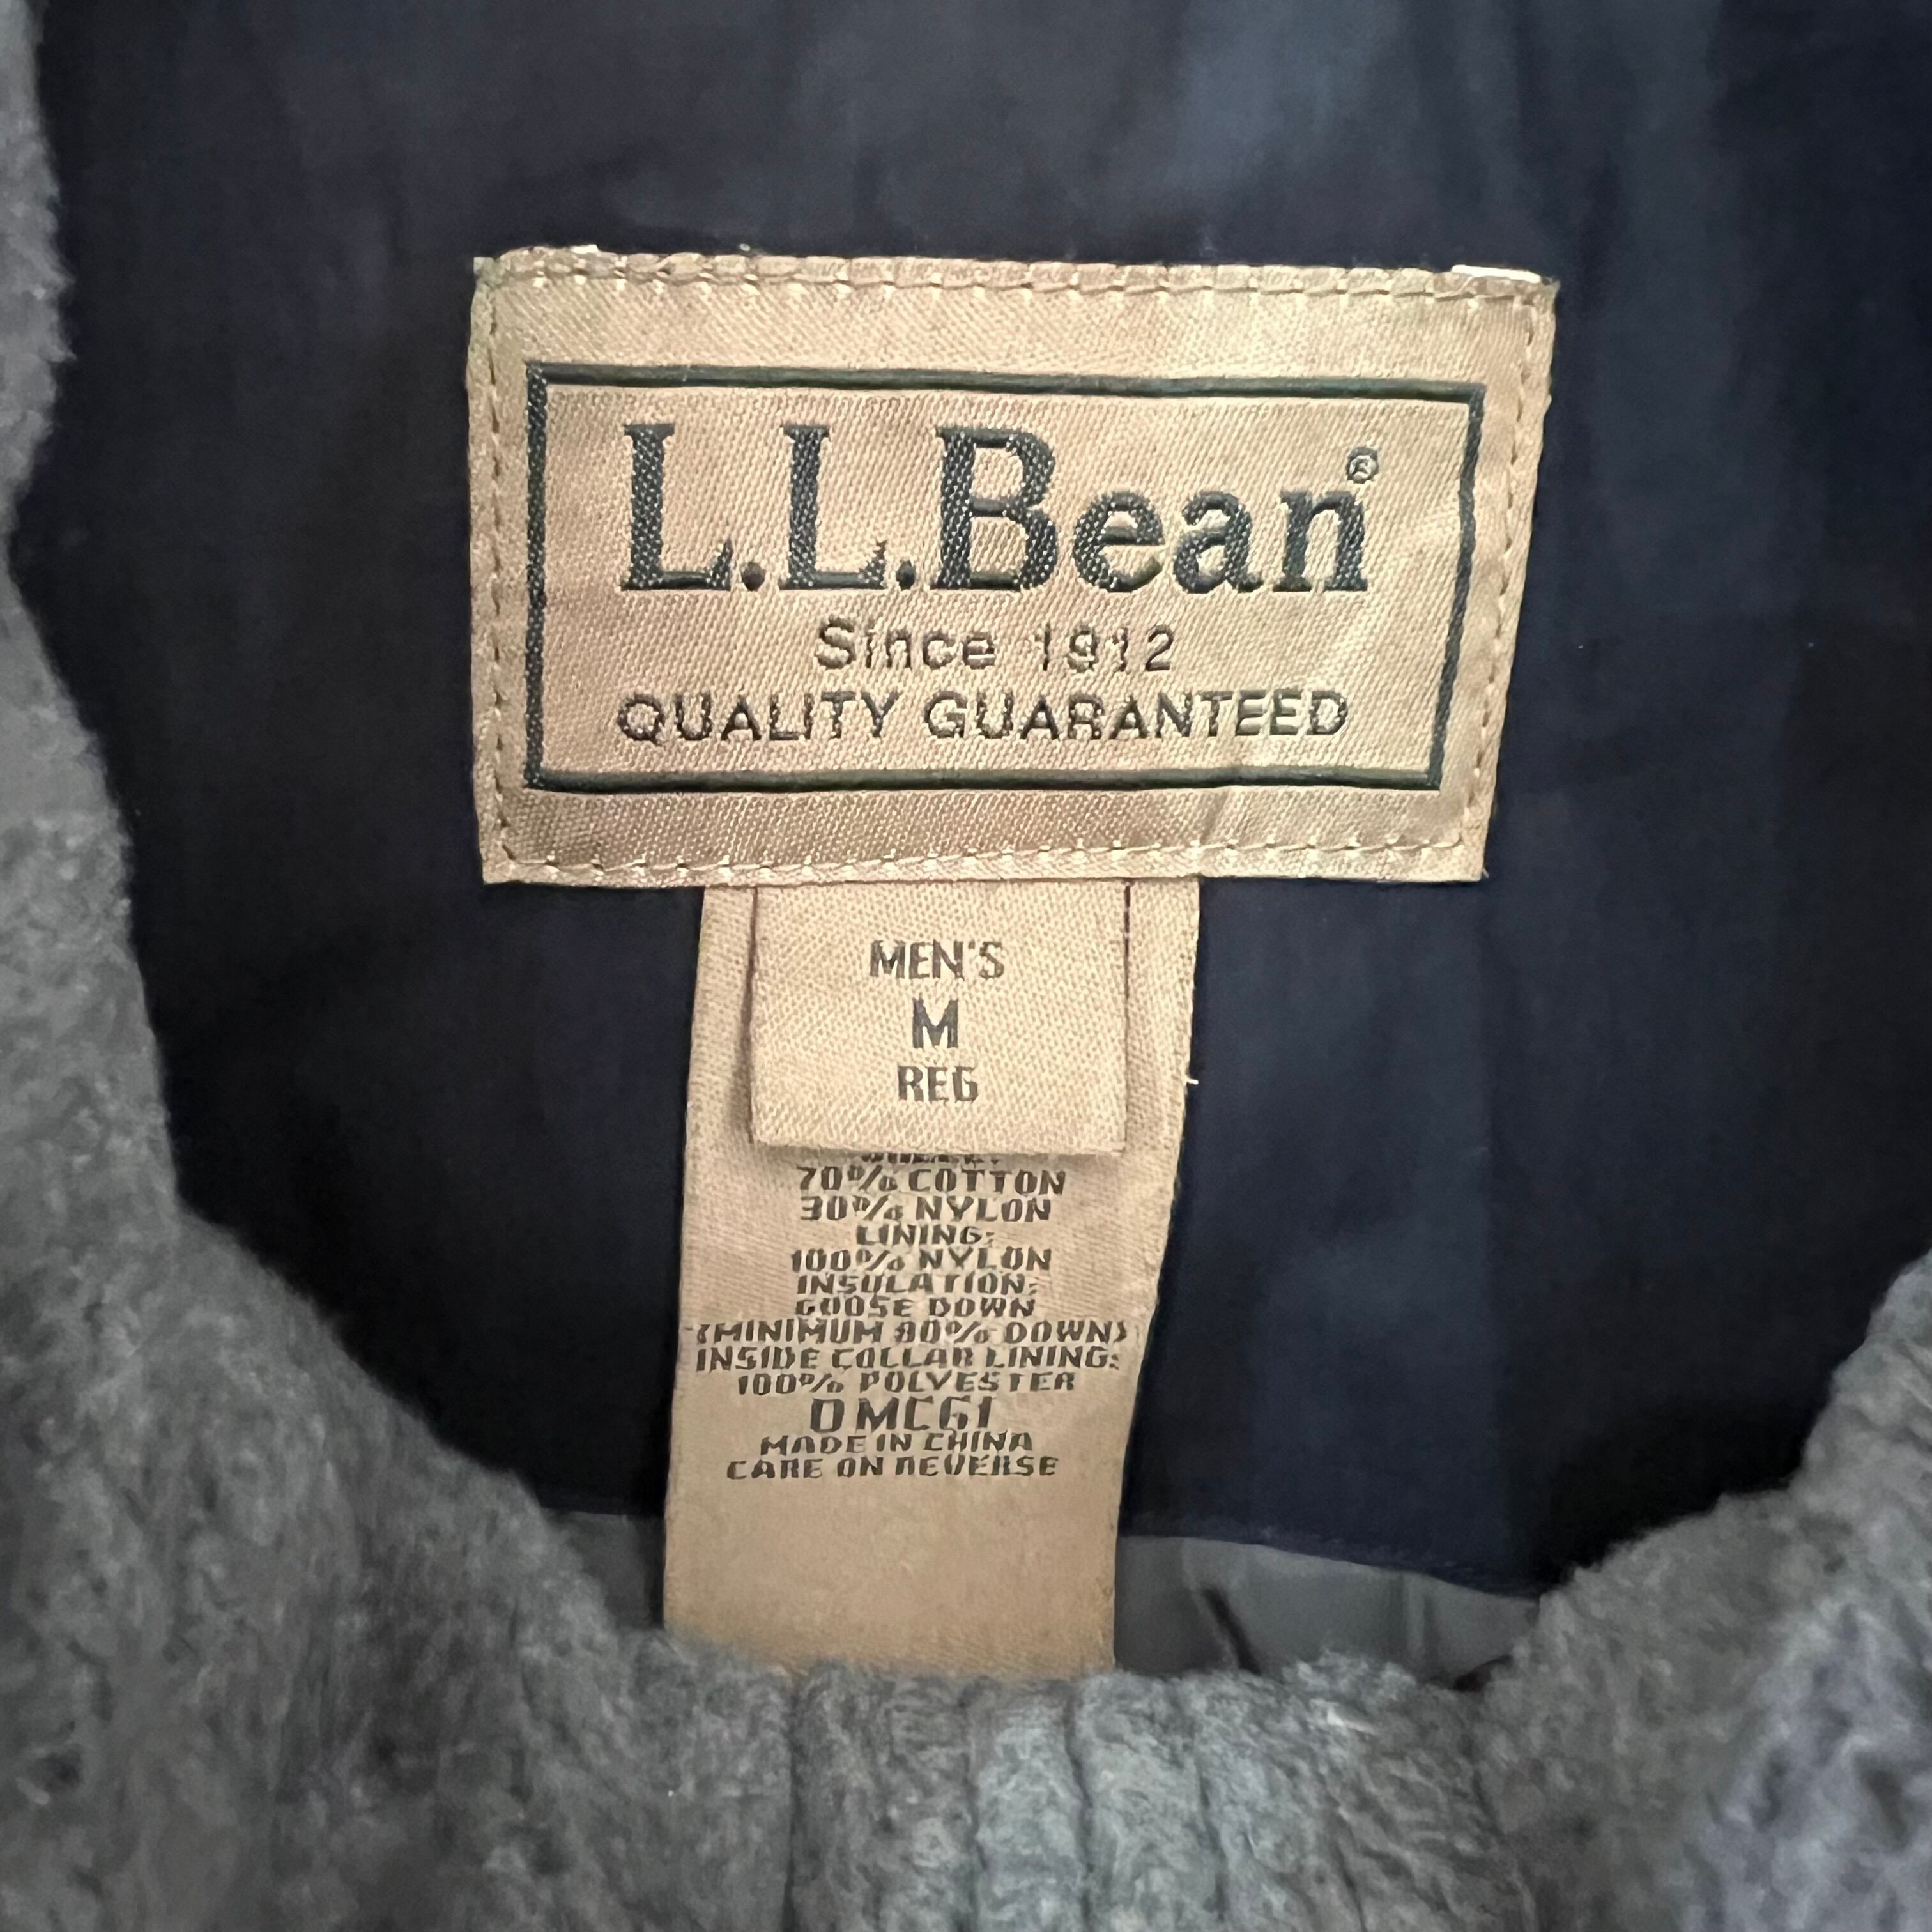 L.L.Bean®
Since 1912
QUALITY GUARANTEED
MEN'S
M
REG
70% COTTON
30% NYLON
LINING:
100% NYLON
INSULATION:
GOOSE DOWN
(MINIMUM 80% DOWN)
INSIDE COLLAR LINING:
100% POLYESTER
0MCG1
MADE IN CHINA
CARE ON REVERSE